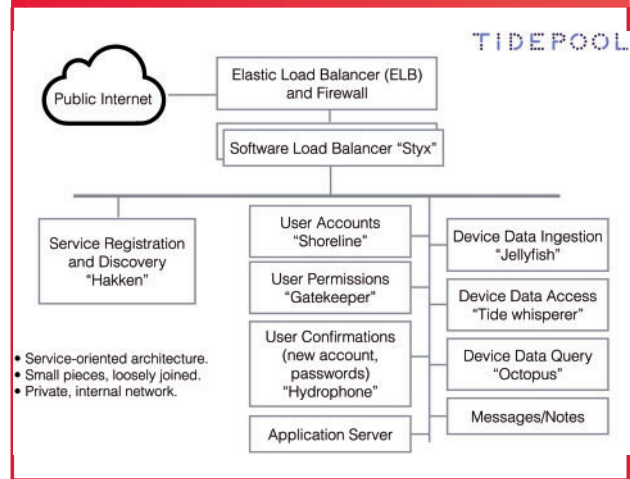 TIDEPOOL
Public Internet
Elastic Load Balancer (ELB)
and Firewall
Software Load Balancer “Styx”
Service Registration
and Discovery
“Hakken”
User Accounts
“Shoreline”
User Permissions
“Gatekeeper”
User Confirmations
(new account,
passwords)
“Hydrophone”
Application Server
Device Data Ingestion
“Jellyfish”
Device Data Access
“Tide whisperer”
Device Data Query
“Octopus”
Messages/Notes
• Service-oriented architecture.
• Small pieces, loosely joined.
• Private, internal network.